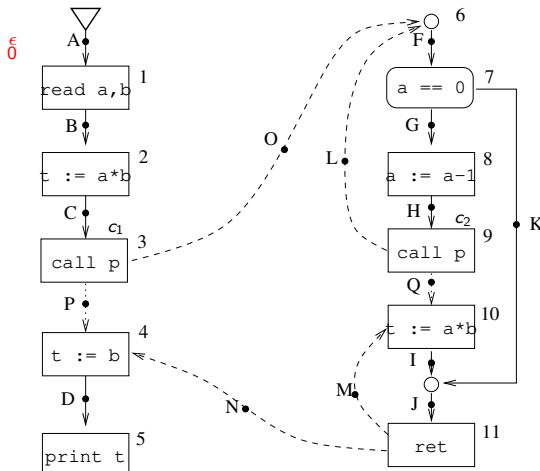 ϵ
0
A
1
read a,b
B
2
t := a*b
C
c1
3
call p
P
4
t := b
D
5
print t
O
L
N
M
6
F
7
a == 0
G
K
8
a := a−1
H
c2
9
call p
Q
10
t := a*b
I
J
11
ret